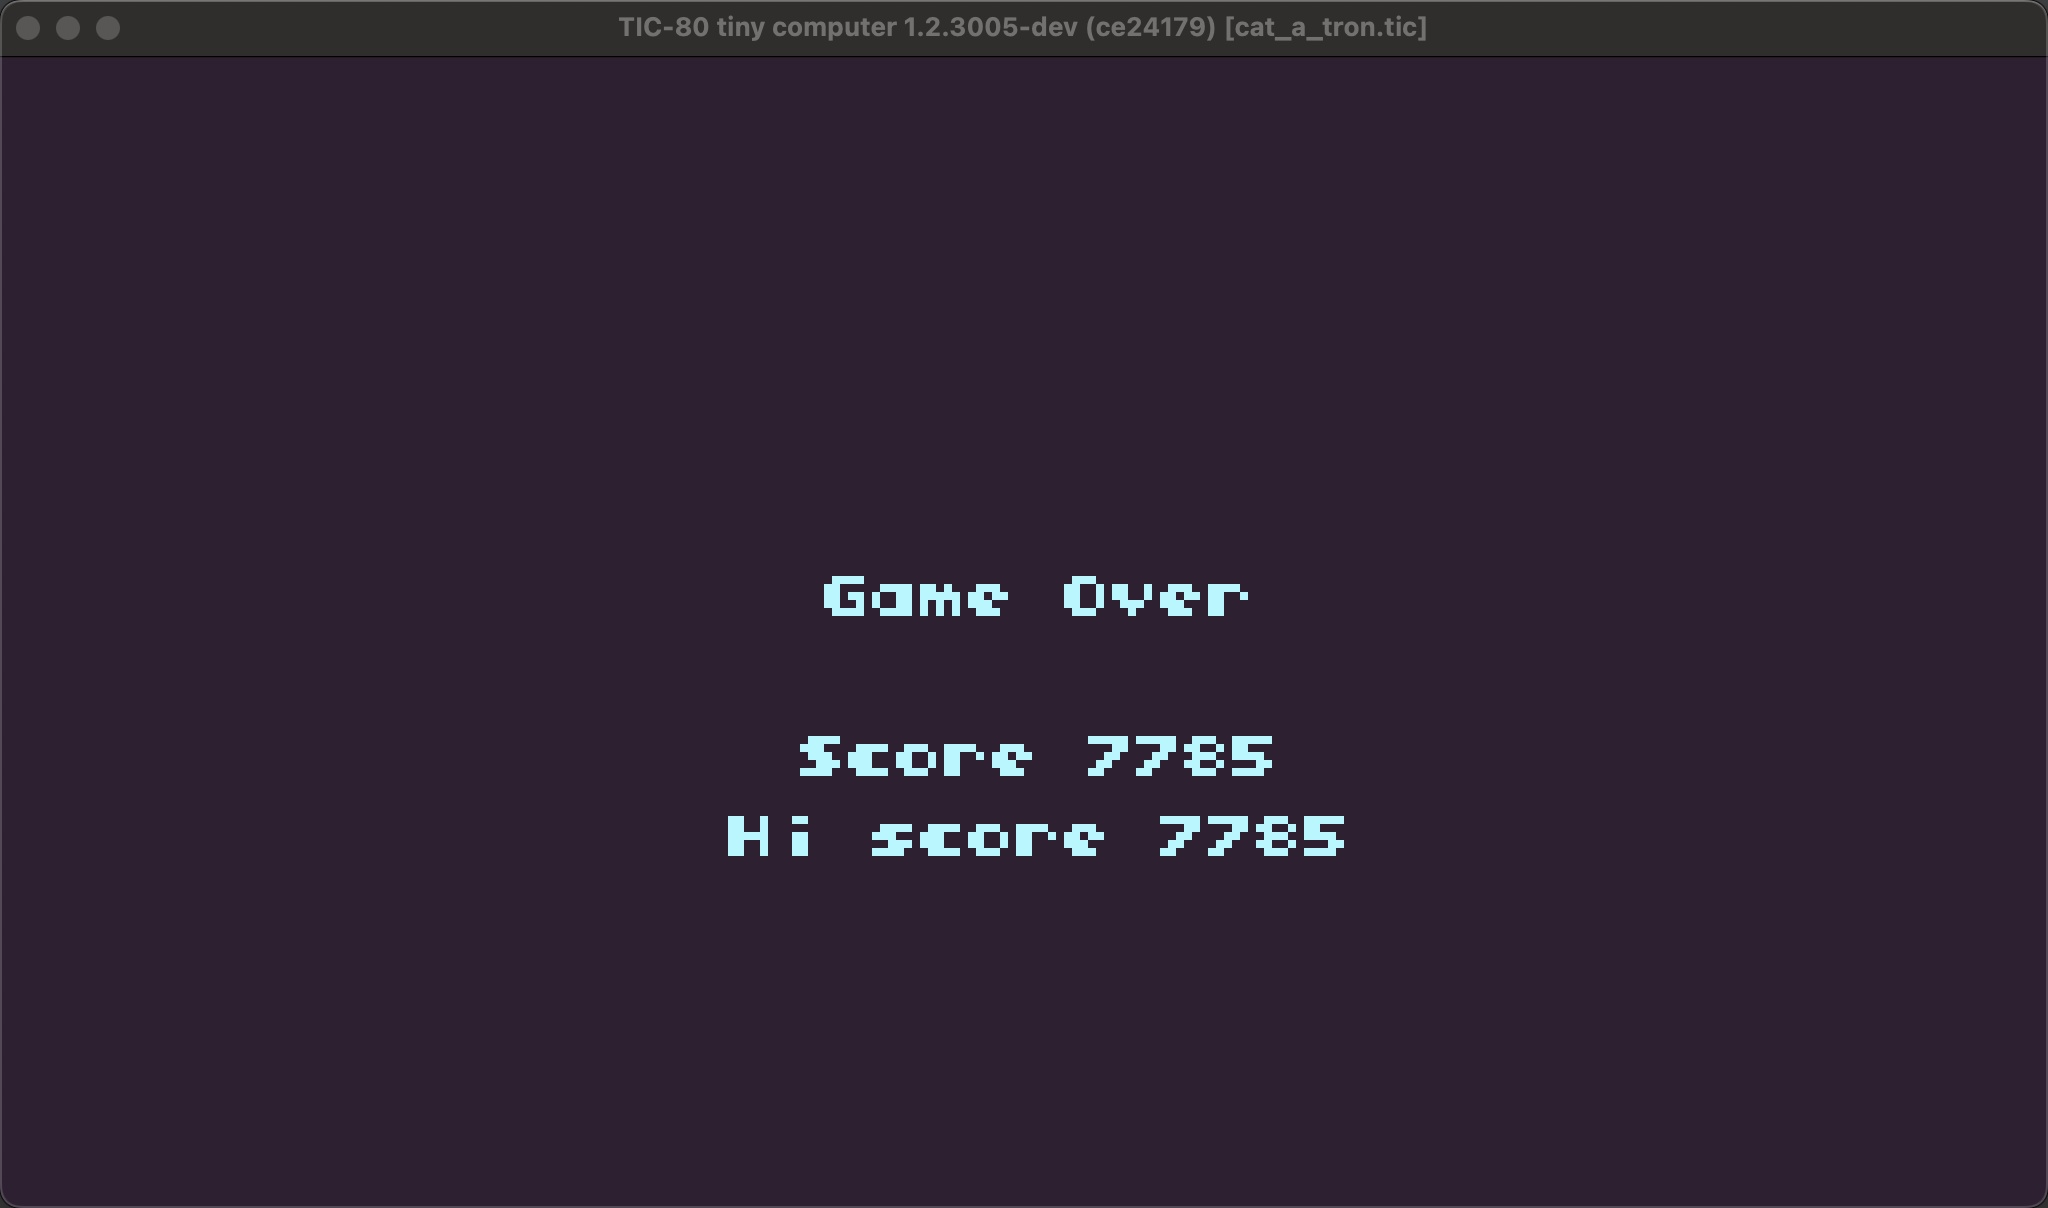 TIC-80 tiny computer 1.2.3005-dev (ce24179) [cat_a_tron.tic]
Game Over
Score 7785
Hi score 7785